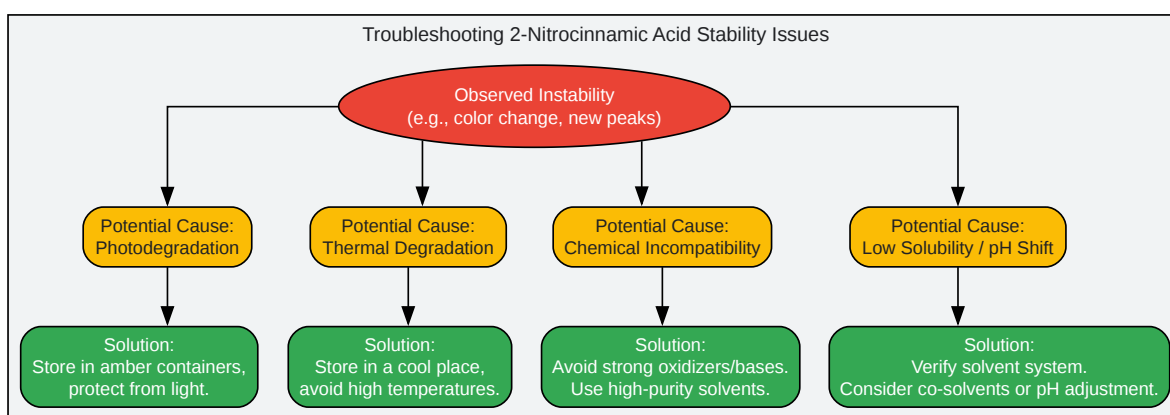 Troubleshooting 2-Nitrocinnamic Acid Stability Issues
Observed Instability
(e.g., color change, new peaks)
Potential Cause:
Photodegradation
Potential Cause:
Thermal Degradation
Potential Cause:
Chemical Incompatibility
Potential Cause:
Low Solubility / pH Shift
Solution:
Store in amber containers,
protect from light.
Solution:
Store in a cool place,
avoid high temperatures.
Solution:
Avoid strong oxidizers/bases.
Use high-purity solvents.
Solution:
Verify solvent system.
Consider co-solvents or pH adjustment.